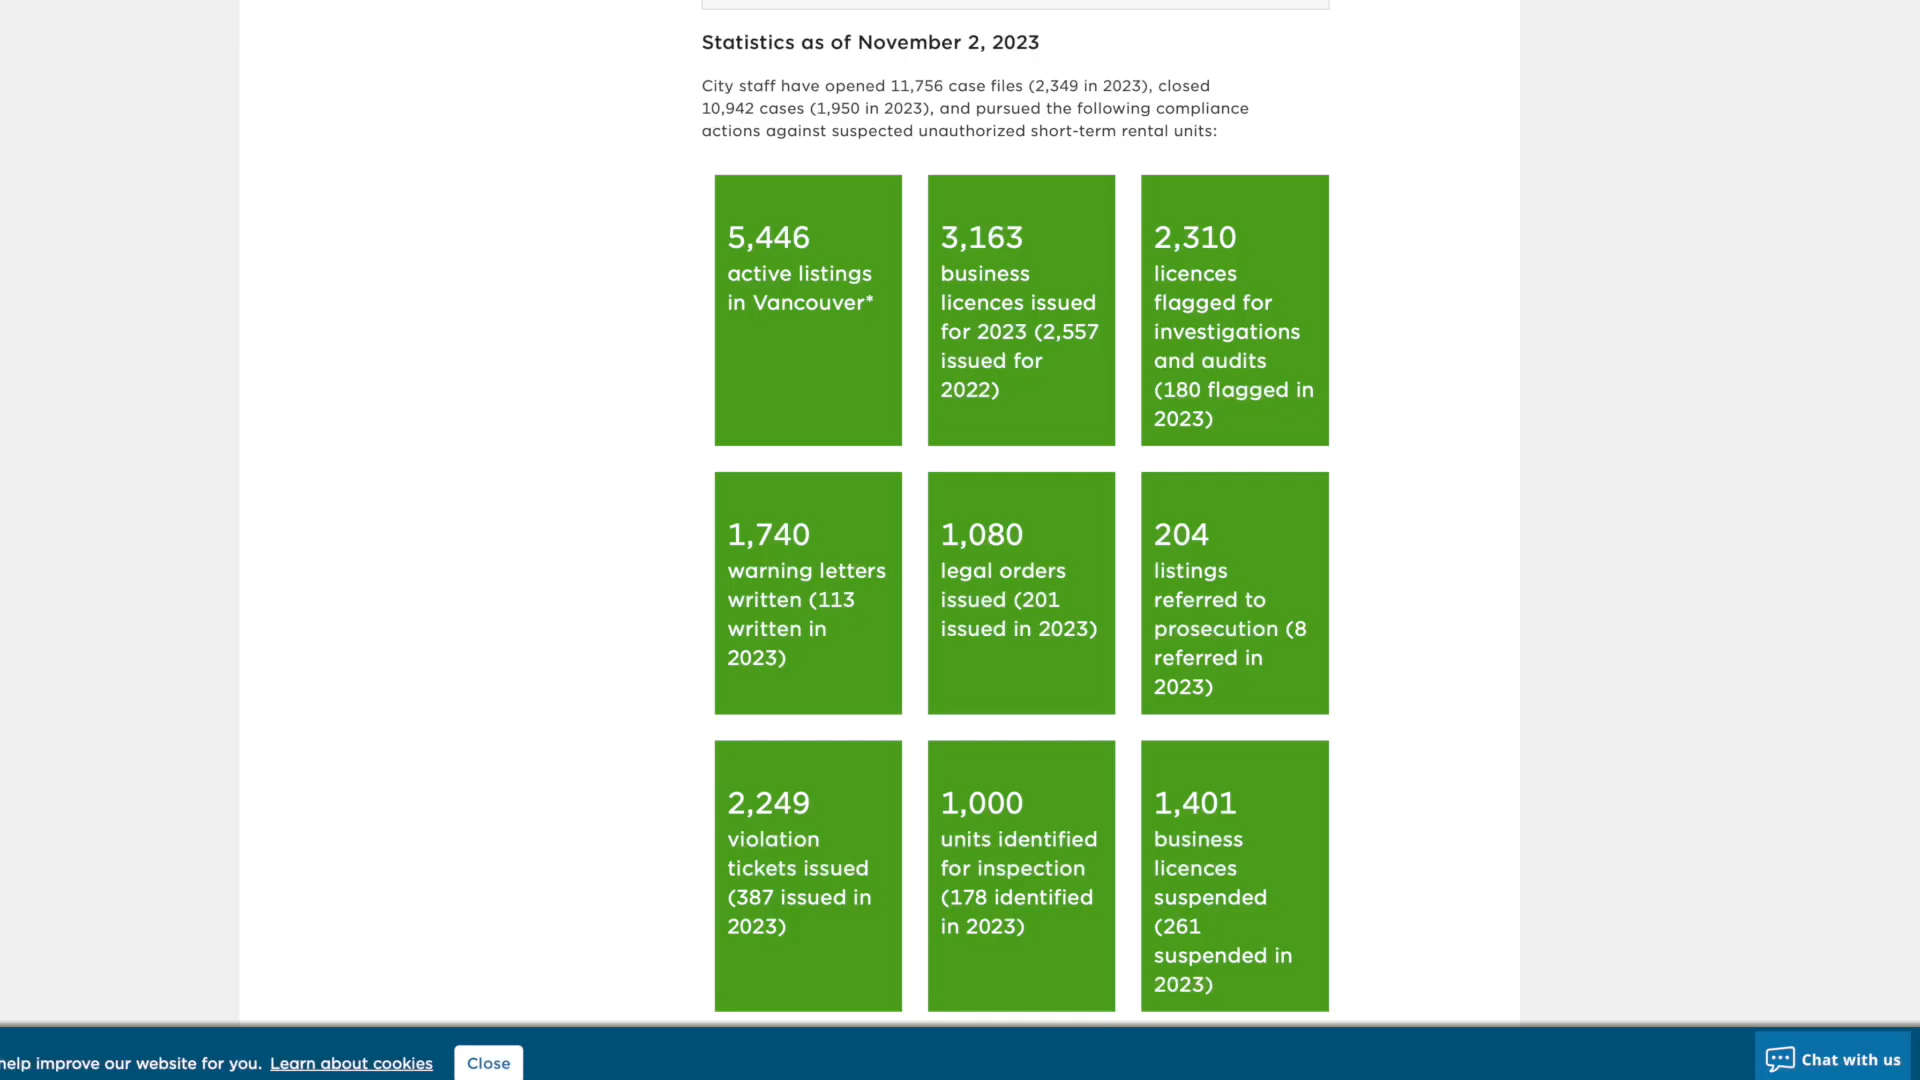 Statistics as of November 2, 2023
City staff have opened 11,756 case files (2,349 in 2023), closed
10,942 cases (1,950 in 2023), and pursued the following compliance
actions against suspected unauthorized short-term rental units:
5,446
active listings
in Vancouver*
3,163
business
licences issued
for 2023 (2,557
issued for
2022)
2,310
licences
flagged for
investigations
and audits
(180 flagged in
2023)
1,740
warning letters
written (113
written in
2023)
1,080
legal orders
issued (201
issued in 2023)
204
listings
referred to
prosecution (8
referred in
2023)
2,249
violation
tickets issued
(387 issued in
2023)
1,000
units identified
for inspection
(178 identified
in 2023)
1,401
business
licences
suspended
(261
suspended in
2023)
help improve our website for you. Learn about cookies Close
Chat with us